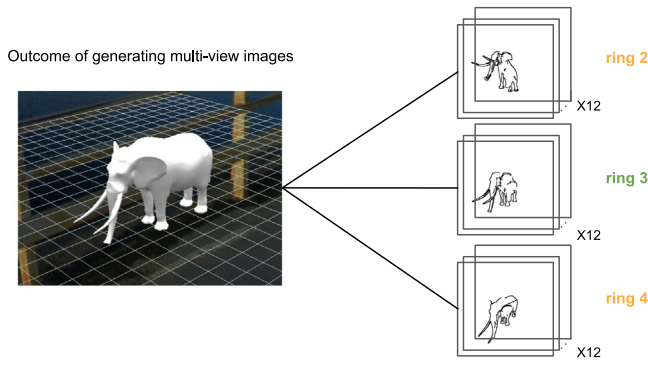 Outcome of generating multi-view images
ring 2
X12
ring 3
X12
ring 4
X12